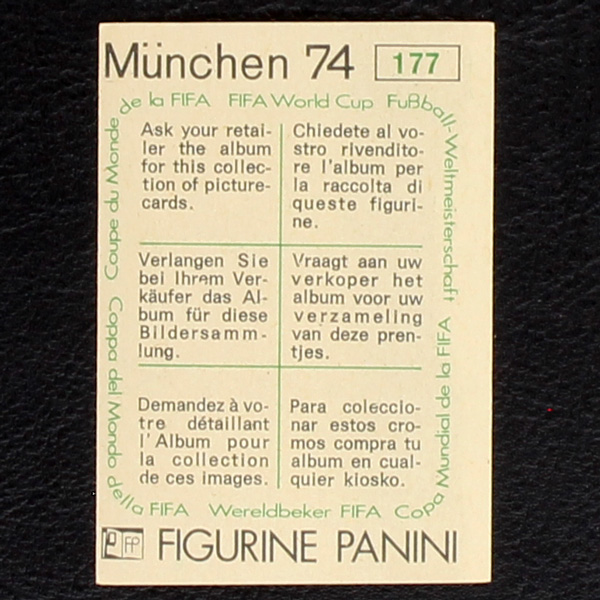 München 74 177
de la FIFA FIFA World Cup Fußball-Weltmeisterschaft
Ask your retai-
ler the album
for this collec-
tion of picture-
cards.
Chiedete al vo-
stro rivendito-
re l'album per
la raccolta di
queste figuri-
ne.
Verlangen Sie
bei Ihrem Ver-
käufer das Al-
bum für diese
Bildersamm-
lung.
Vraagt aan uw
verkoper het
album voor uw
verzameling
van deze pren-
tjes.
Demandez à vo-
tre détaillant
l'Album pour
la collection
de ces images.
Para coleccio-
nar estos cro-
mos compra tu
album en cual-
quier kiosko.
Coupe du Monde
Coppa del Mondo
della FIFA Wereldbeker FIFA Copa Mundial de la FIFA
FP FIGURINE PANINI